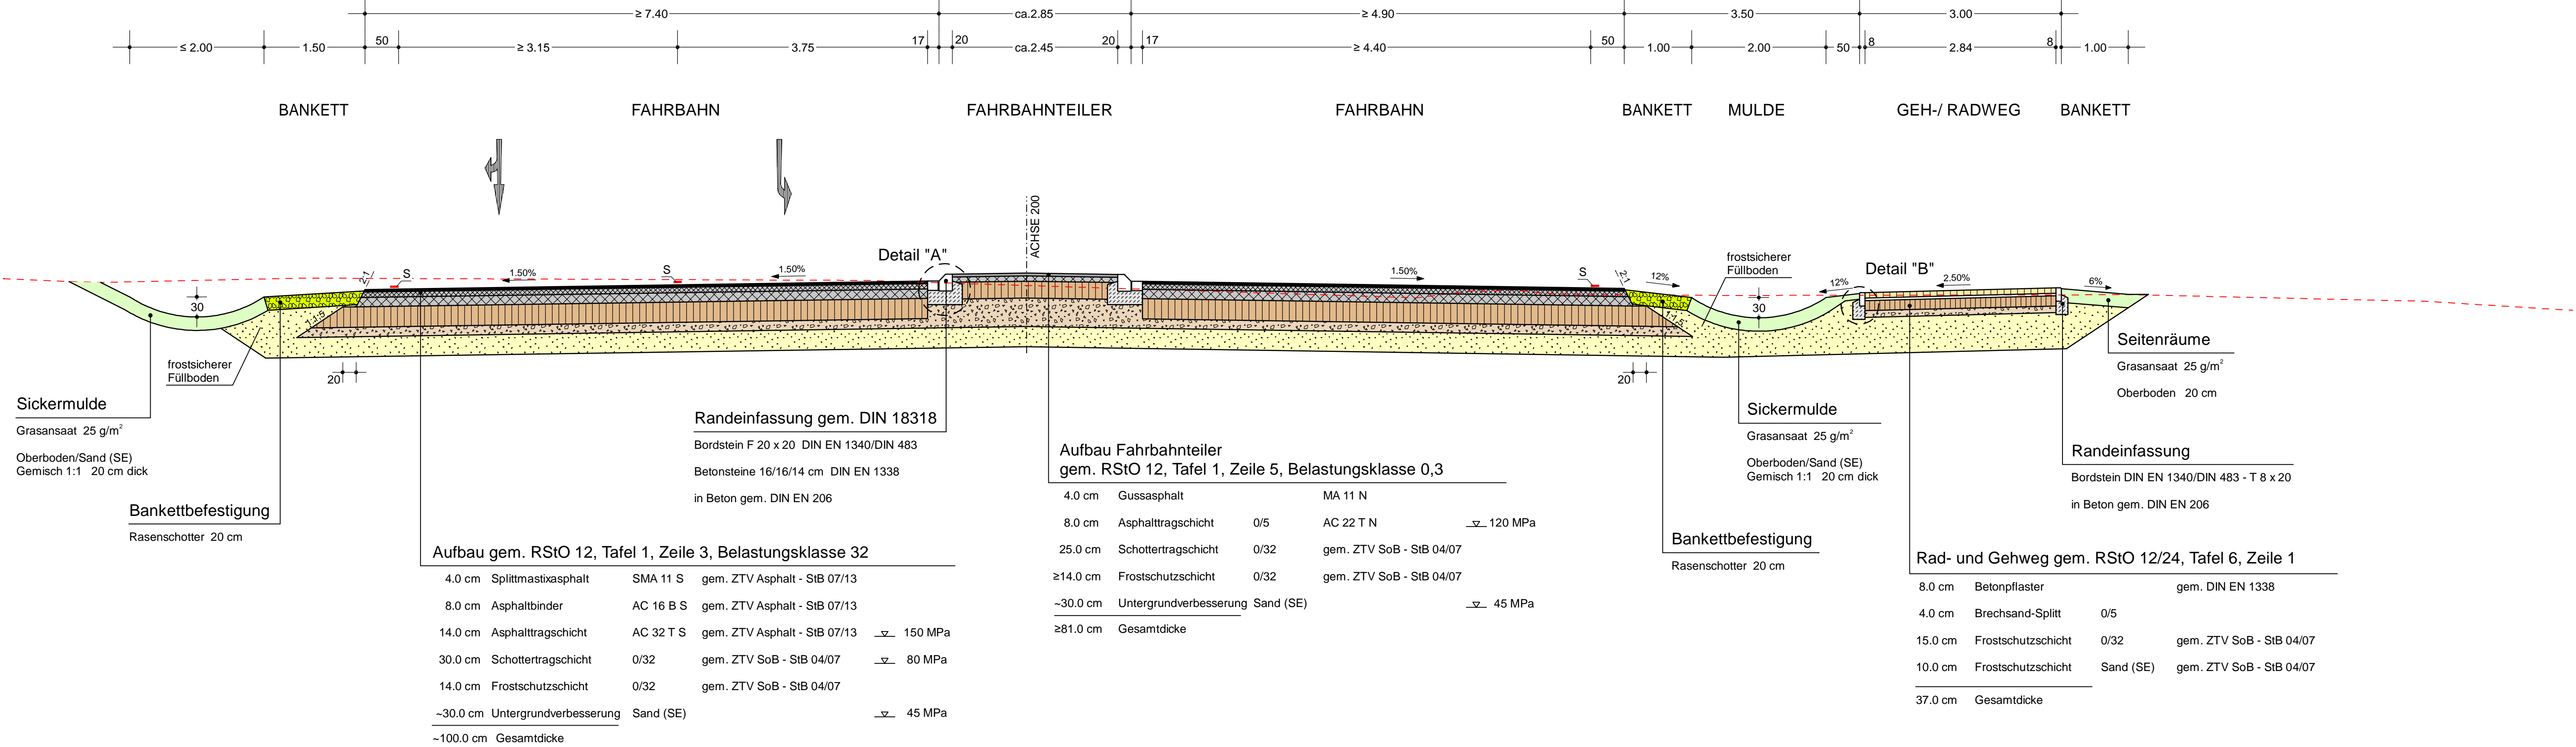 ≥ 7.40 ca.2.85 ≥ 4.90 3.50 3.00
≤ 2.00 1.50 50 ≥ 3.15 3.75 17 20 ca.2.45 20 17 ≥ 4.40 50 1.00 2.00 50 8 2.84 8 1.00
BANKETT FAHRBAHN FAHRBAHNTEILER FAHRBAHN BANKETT MULDE GEH-/ RADWEG BANKETT
ACHSE 200
Detail "A"
Detail "B"
frostsicherer
Füllboden
2:1 S 1.50% S 1.50% 1.50% S 2:1 12% 12% 2.50% 6%
30
30
1:1.5
1:1.5
frostsicherer
Füllboden
20
20
Sickermulde
Grasansaat 25 g/m²
Oberboden/Sand (SE)
Gemisch 1:1 20 cm dick
Bankettbefestigung
Rasenschotter 20 cm
Randeinfassung gem. DIN 18318
Bordstein F 20 x 20 DIN EN 1340/DIN 483
Betonsteine 16/16/14 cm DIN EN 1338
in Beton gem. DIN EN 206
Aufbau gem. RStO 12, Tafel 1, Zeile 3, Belastungsklasse 32
4.0 cm Splittmastixasphalt SMA 11 S gem. ZTV Asphalt - StB 07/13
8.0 cm Asphaltbinder AC 16 B S gem. ZTV Asphalt - StB 07/13
14.0 cm Asphalttragschicht AC 32 T S gem. ZTV Asphalt - StB 07/13 150 MPa
30.0 cm Schottertragschicht 0/32 gem. ZTV SoB - StB 04/07 80 MPa
14.0 cm Frostschutzschicht 0/32 gem. ZTV SoB - StB 04/07
~30.0 cm Untergrundverbesserung Sand (SE) 45 MPa
~100.0 cm Gesamtdicke
Aufbau Fahrbahnteiler
gem. RStO 12, Tafel 1, Zeile 5, Belastungsklasse 0,3
4.0 cm Gussasphalt MA 11 N
8.0 cm Asphalttragschicht 0/5 AC 22 T N 120 MPa
25.0 cm Schottertragschicht 0/32 gem. ZTV SoB - StB 04/07
≥14.0 cm Frostschutzschicht 0/32 gem. ZTV SoB - StB 04/07
~30.0 cm Untergrundverbesserung Sand (SE) 45 MPa
≥81.0 cm Gesamtdicke
Sickermulde
Grasansaat 25 g/m²
Oberboden/Sand (SE)
Gemisch 1:1 20 cm dick
Bankettbefestigung
Rasenschotter 20 cm
Seitenräume
Grasansaat 25 g/m²
Oberboden 20 cm
Randeinfassung
Bordstein DIN EN 1340/DIN 483 - T 8 x 20
in Beton gem. DIN EN 206
Rad- und Gehweg gem. RStO 12/24, Tafel 6, Zeile 1
8.0 cm Betonpflaster gem. DIN EN 1338
4.0 cm Brechsand-Splitt 0/5
15.0 cm Frostschutzschicht 0/32 gem. ZTV SoB - StB 04/07
10.0 cm Frostschutzschicht Sand (SE) gem. ZTV SoB - StB 04/07
37.0 cm Gesamtdicke